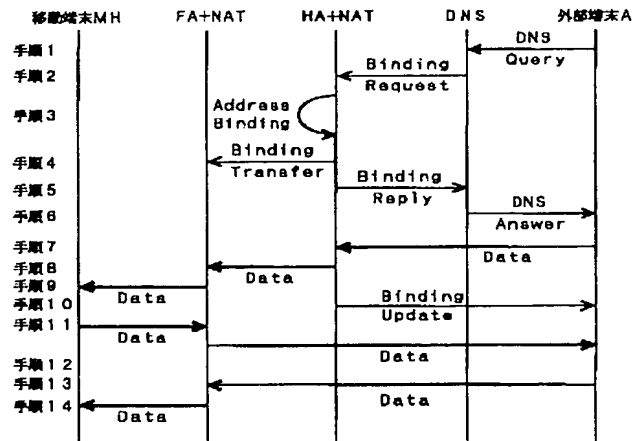 移動端末MH FA+NAT HA+NAT DNS 外部端末A
手順1 DNS
Query
手順2 Binding
Request
手順3 Address
Binding
手順4 Binding
Transfer
手順5 Binding
Reply
手順6 DNS
Answer
手順7 Data
手順8 Data
手順9 Data
手順10 Binding
Update
手順11 Data
手順12 Data
手順13 Data
手順14 Data